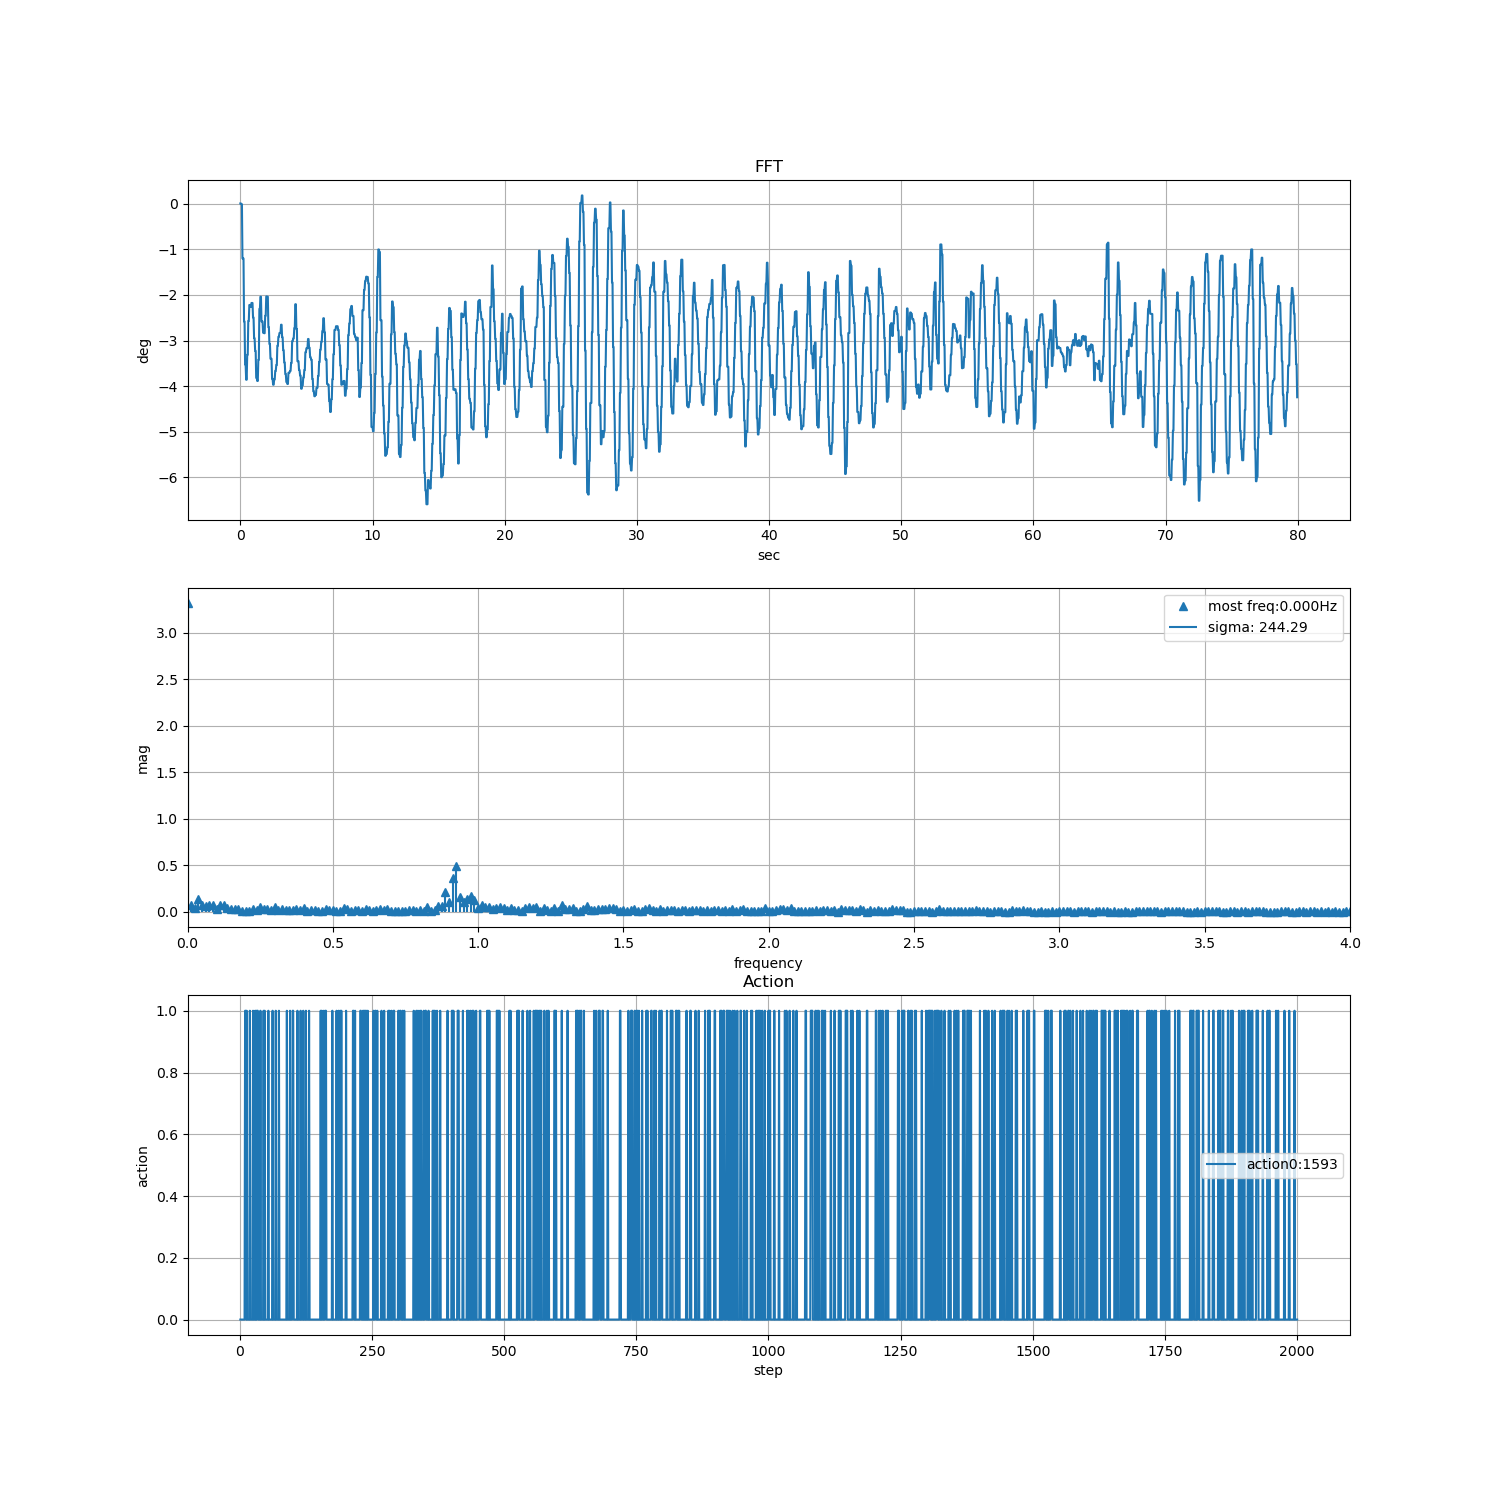 FFT
0
−1
−2
−3
−4
−5
−6
deg
0 10 20 30 40 50 60 70 80
sec
most freq:0.000Hz
sigma: 244.29
3.0
2.5
2.0
1.5
1.0
0.5
0.0
mag
0.0 0.5 1.0 1.5 2.0 2.5 3.0 3.5 4.0
frequency
Action
1.0
0.8
0.6
0.4
0.2
0.0
action
action0:1593
0 250 500 750 1000 1250 1500 1750 2000
step